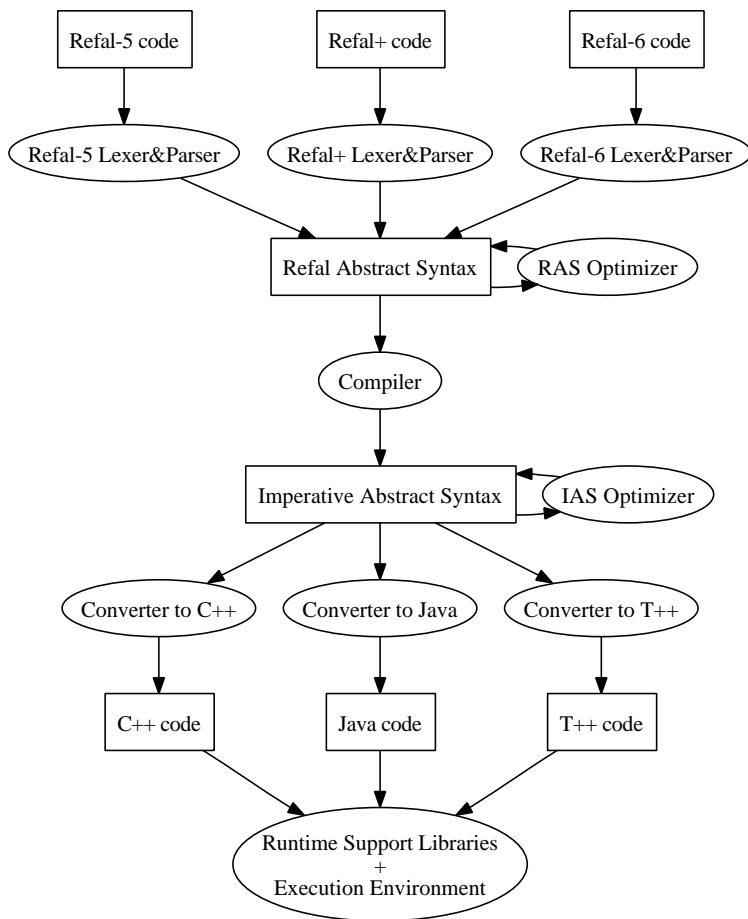 Refal-5 code
Refal+ code
Refal-6 code
Refal-5 Lexer&Parser
Refal+ Lexer&Parser
Refal-6 Lexer&Parser
Refal Abstract Syntax
RAS Optimizer
Compiler
Imperative Abstract Syntax
IAS Optimizer
Converter to C++
Converter to Java
Converter to T++
C++ code
Java code
T++ code
Runtime Support Libraries
+
Execution Environment